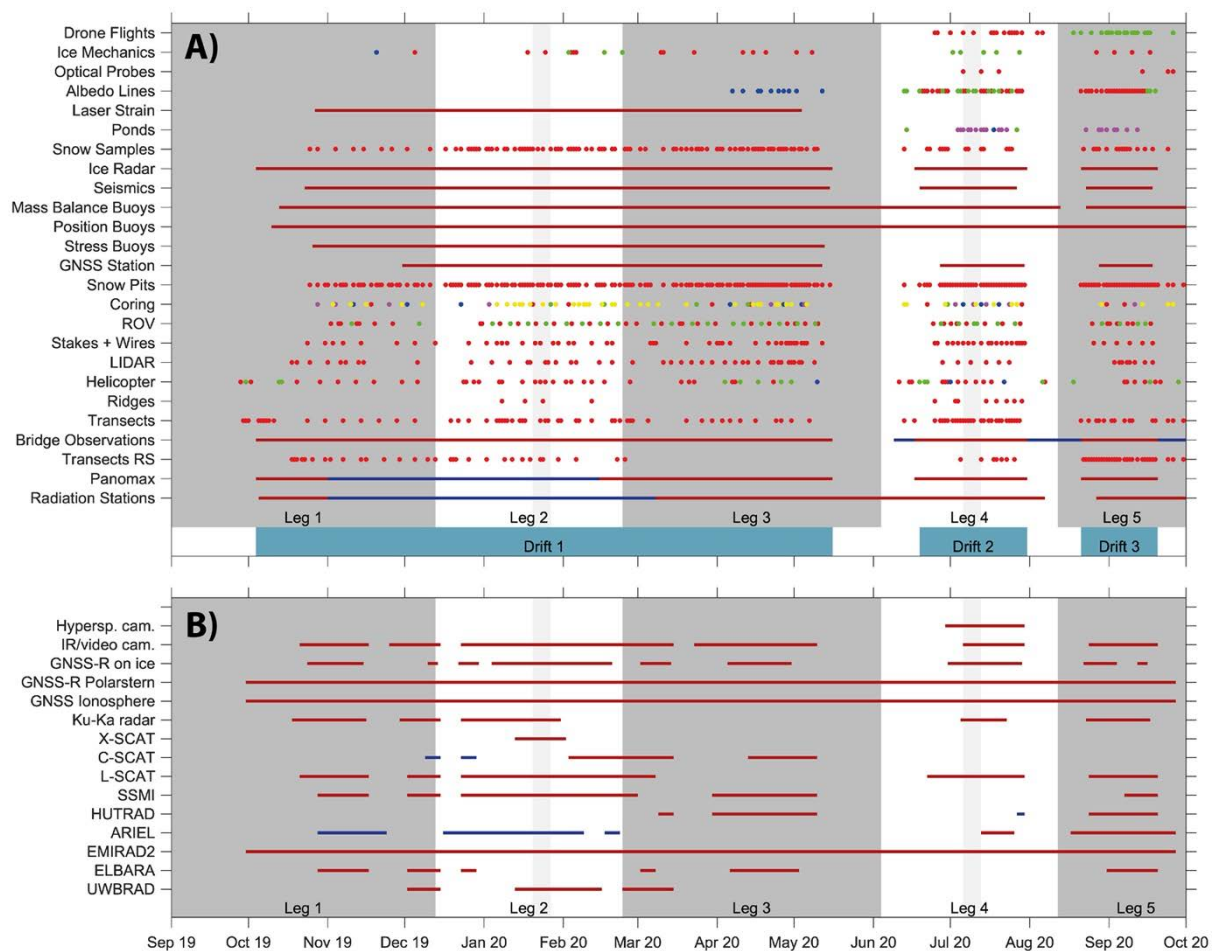 A)
Drone Flights
Ice Mechanics
Optical Probes
Albedo Lines
Laser Strain
Ponds
Snow Samples
Ice Radar
Seismics
Mass Balance Buoys
Position Buoys
Stress Buoys
GNSS Station
Snow Pits
Coring
ROV
Stakes + Wires
LIDAR
Helicopter
Ridges
Transects
Bridge Observations
Transects RS
Panomax
Radiation Stations
Leg 1 Leg 2 Leg 3 Leg 4 Leg 5
Drift 1 Drift 2 Drift 3
B)
Hypersp. cam.
IR/video cam.
GNSS-R on ice
GNSS-R Polarstern
GNSS Ionosphere
Ku-Ka radar
X-SCAT
C-SCAT
L-SCAT
SSMI
HUTRAD
ARIEL
EMIRAD2
ELBARA
UWBRAD
Leg 1 Leg 2 Leg 3 Leg 4 Leg 5
Sep 19 Oct 19 Nov 19 Dec 19 Jan 20 Feb 20 Mar 20 Apr 20 May 20 Jun 20 Jul 20 Aug 20 Sep 20 Oct 20